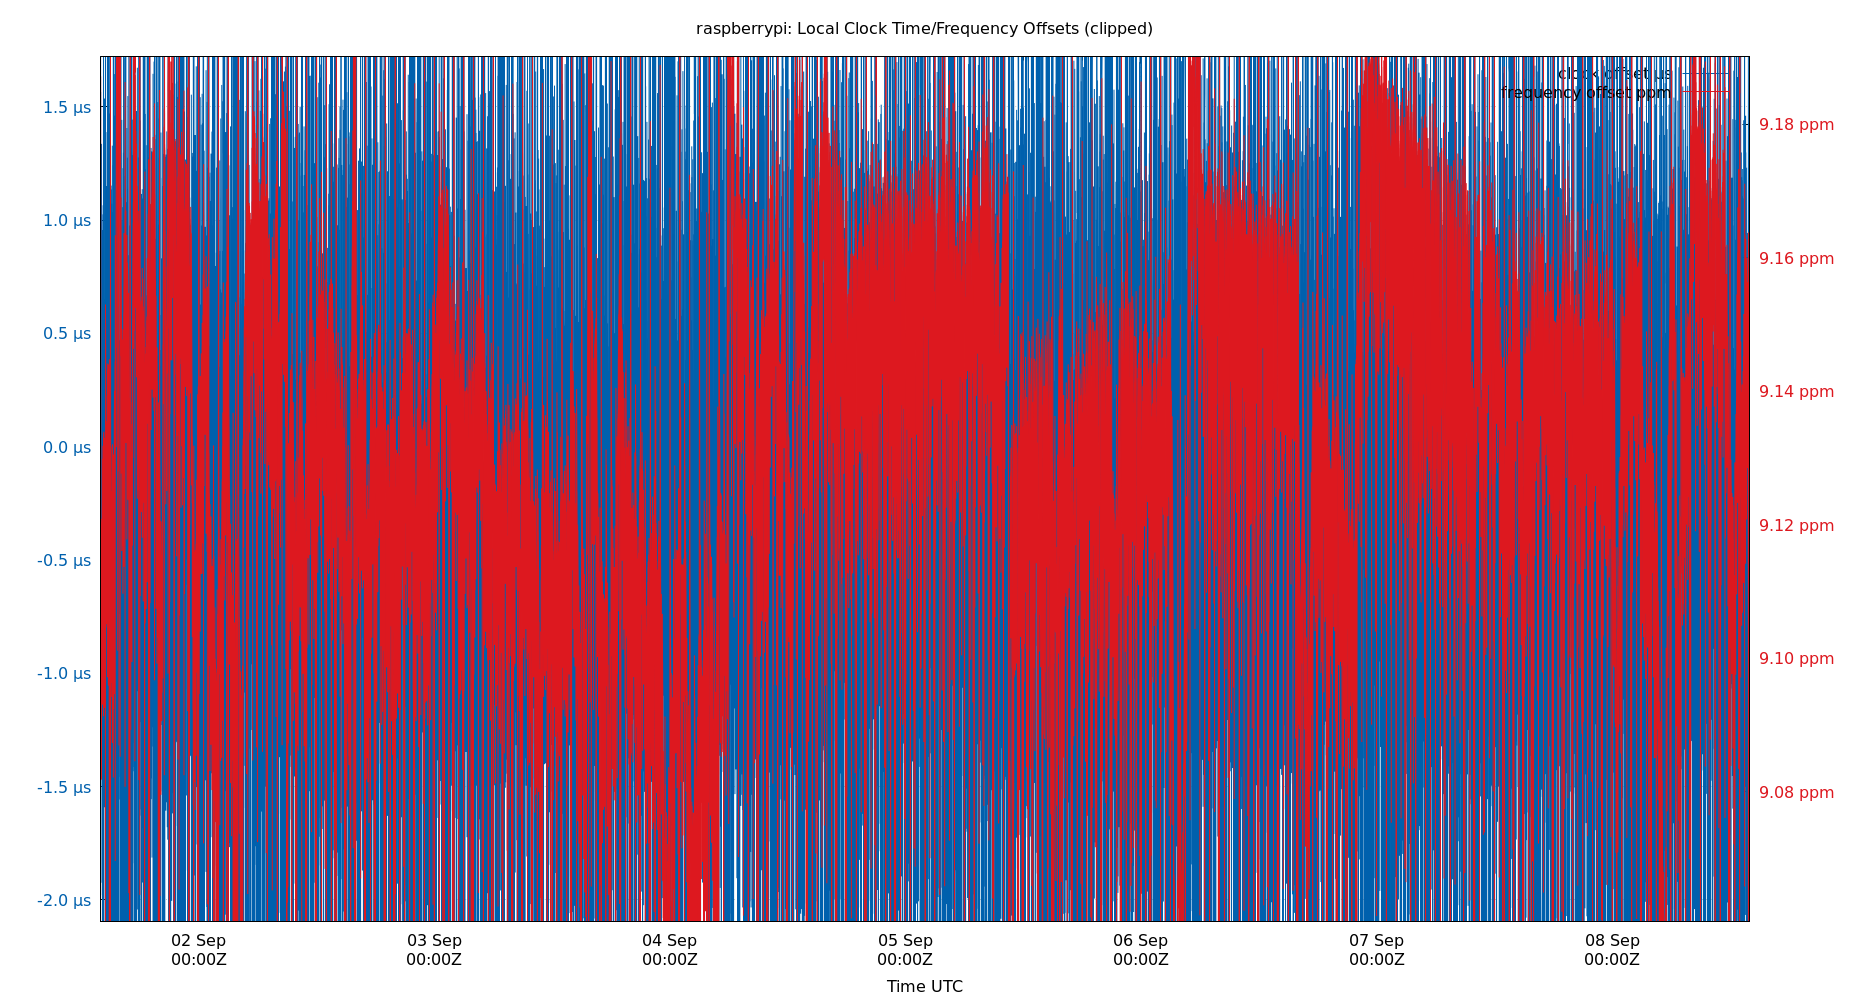 raspberrypi: Local Clock Time/Frequency Offsets (clipped)
clock offset us
frequency offset ppm
1.5 µs
1.0 µs
0.5 µs
0.0 µs
-0.5 µs
-1.0 µs
-1.5 µs
-2.0 µs
9.18 ppm
9.16 ppm
9.14 ppm
9.12 ppm
9.10 ppm
9.08 ppm
02 Sep 03 Sep 04 Sep 05 Sep 06 Sep 07 Sep 08 Sep
00:00Z 00:00Z 00:00Z 00:00Z 00:00Z 00:00Z 00:00Z
Time UTC